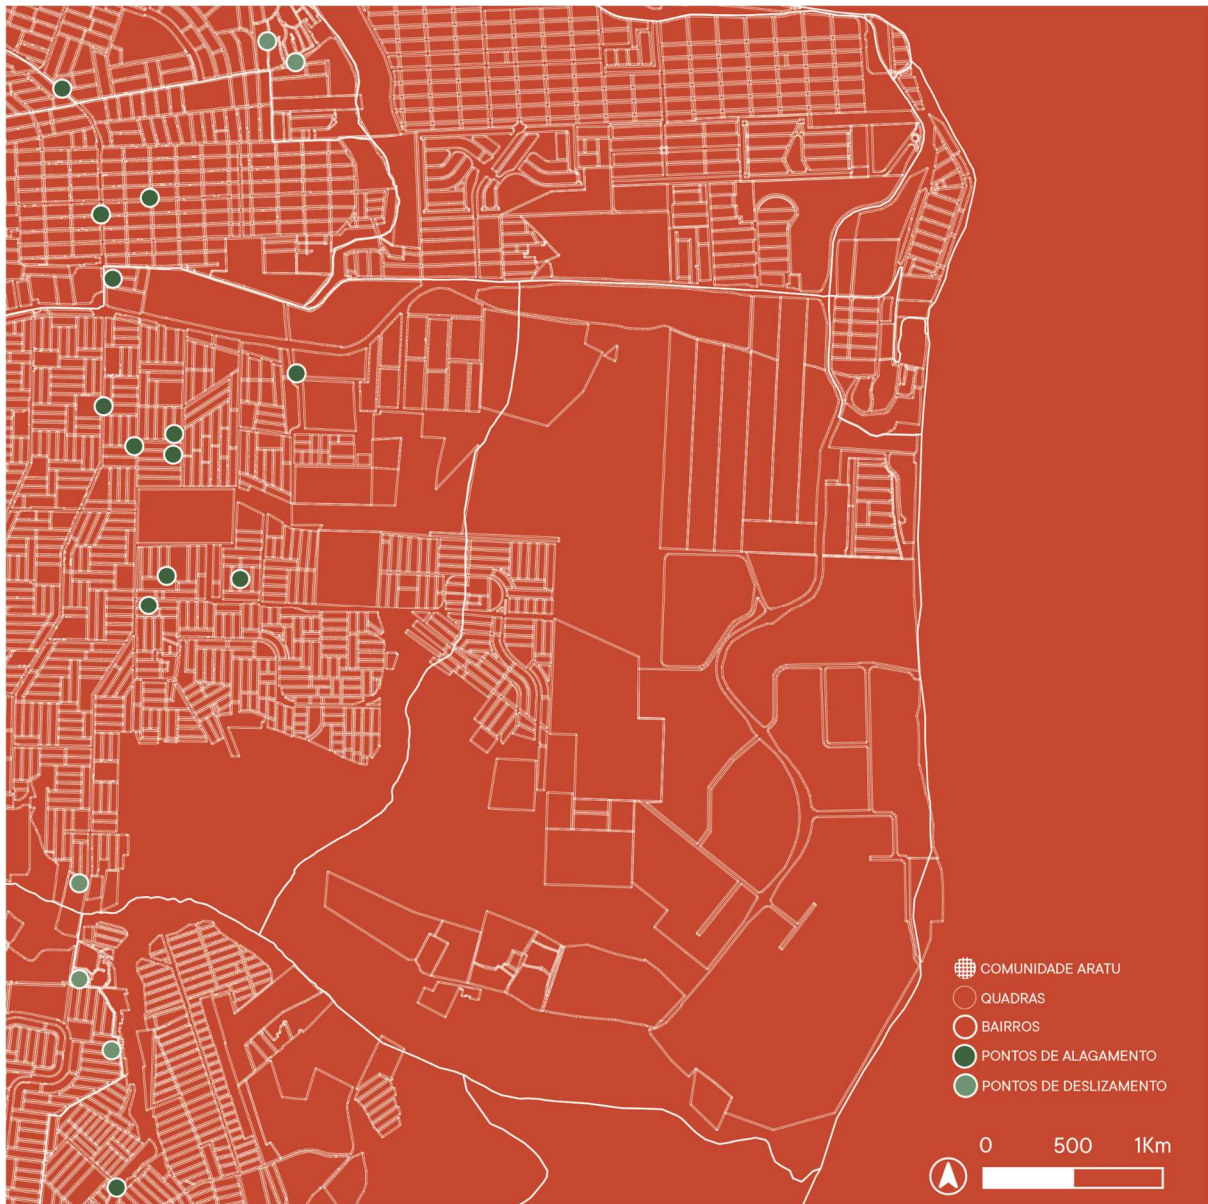 COMUNIDADE ARATU
QUADRAS
BAIRROS
PONTOS DE ALAGAMENTO
PONTOS DE DESLIZAMENTO
0 500 1Km